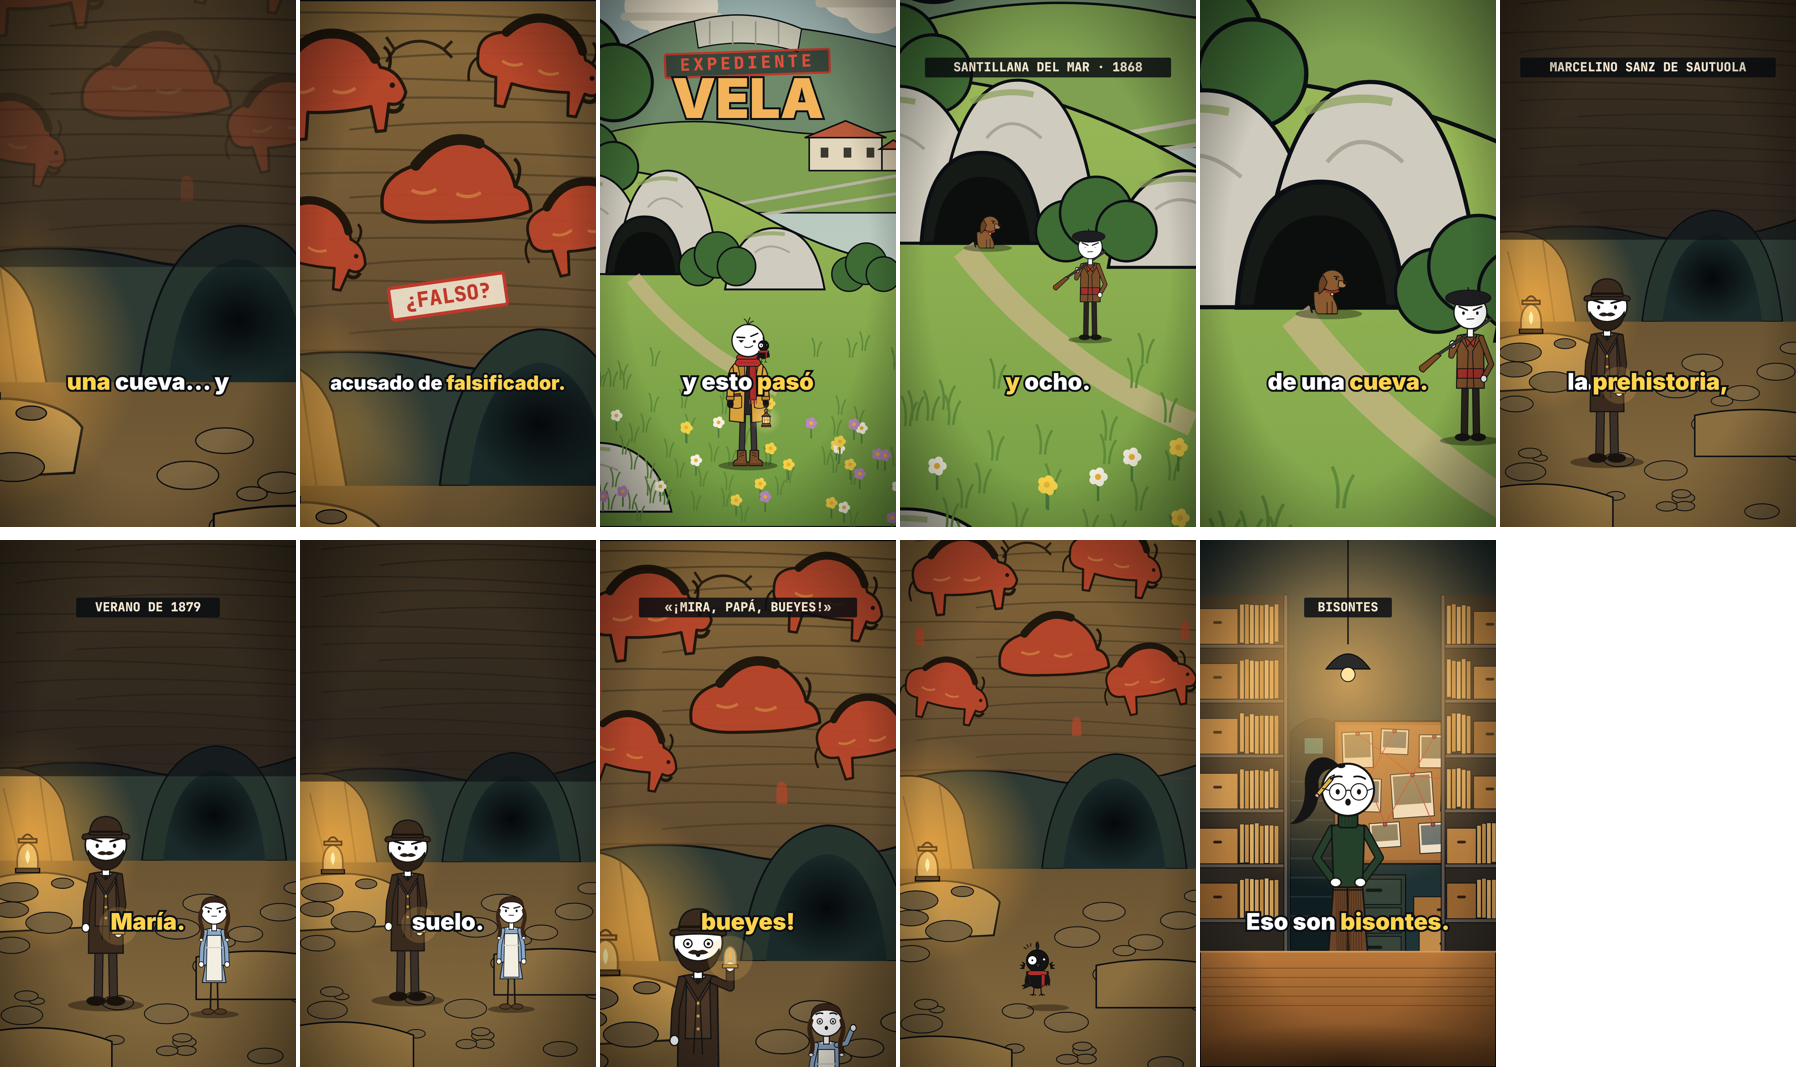 una cueva... y
¿FALSO?
acusado de falsificador.
EXPEDIENTE
VELA
y esto pasó
SANTILLANA DEL MAR · 1868
y ocho.
de una cueva.
MARCELINO SANZ DE SAUTUOLA
la prehistoria,
VERANO DE 1879
María.
suelo.
«¡MIRA, PAPÁ, BUEYES!»
bueyes!
BISONTES
Eso son bisontes.